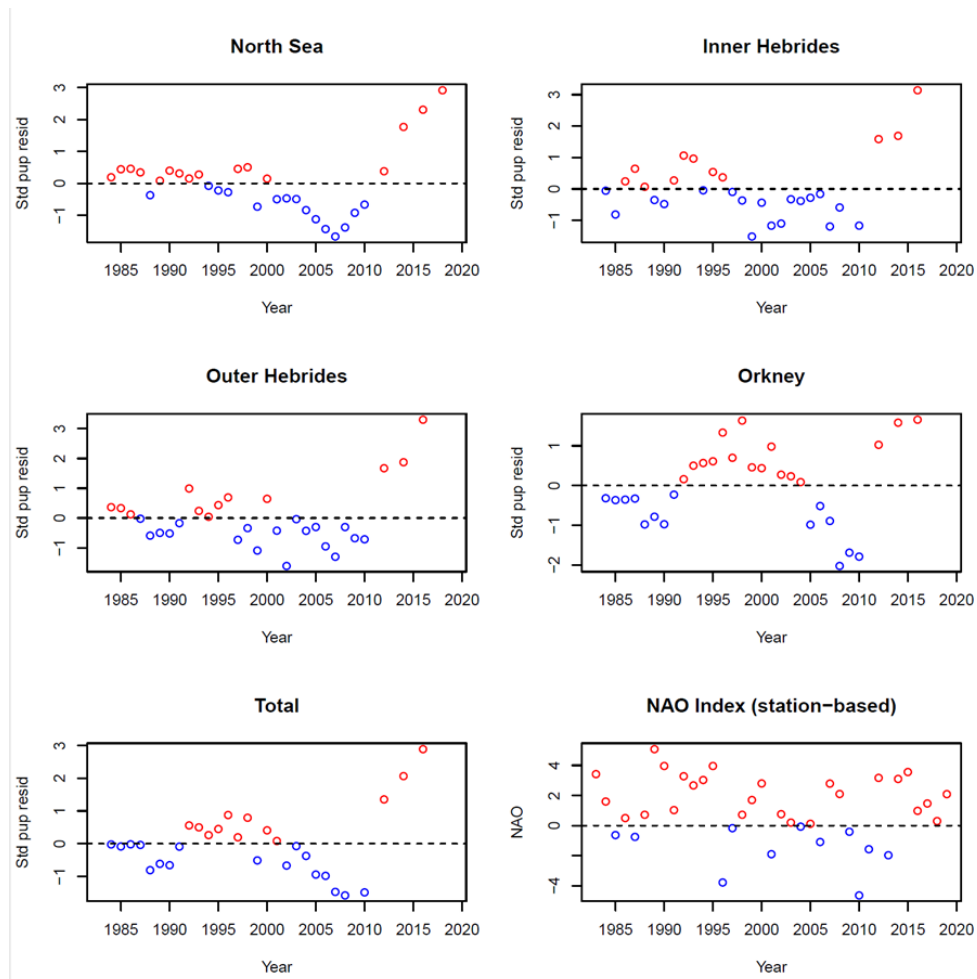 North Sea
Std pup resid
3
2
1
0
−1
1985 1990 1995 2000 2005 2010 2015 2020
Year
Inner Hebrides
Std pup resid
3
2
1
0
−1
1985 1990 1995 2000 2005 2010 2015 2020
Year
Outer Hebrides
Std pup resid
3
2
1
0
−1
1985 1990 1995 2000 2005 2010 2015 2020
Year
Orkney
Std pup resid
1
0
−1
−2
1985 1990 1995 2000 2005 2010 2015 2020
Year
Total
Std pup resid
3
2
1
0
−1
1985 1990 1995 2000 2005 2010 2015 2020
Year
NAO Index (station−based)
NAO
4
2
0
−4
1985 1990 1995 2000 2005 2010 2015 2020
Year